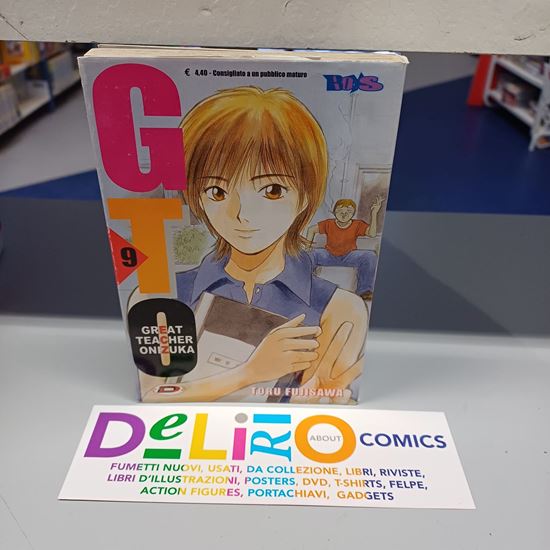 € 4,40 - Consigliato a un pubblico maturo
BOYS
GTO
9
GREAT
TEACHER
ONIZUKA
TORU FUJISAWA
D
DeLiRiO
ABOUT
COMICS
FUMETTI NUOVI, USATI, DA COLLEZIONE, LIBRI, RIVISTE,
LIBRI D'ILLUSTRAZIONI, POSTERS, DVD, T-SHIRTS, FELPE,
ACTION FIGURES, PORTACHIAVI, GADGETS